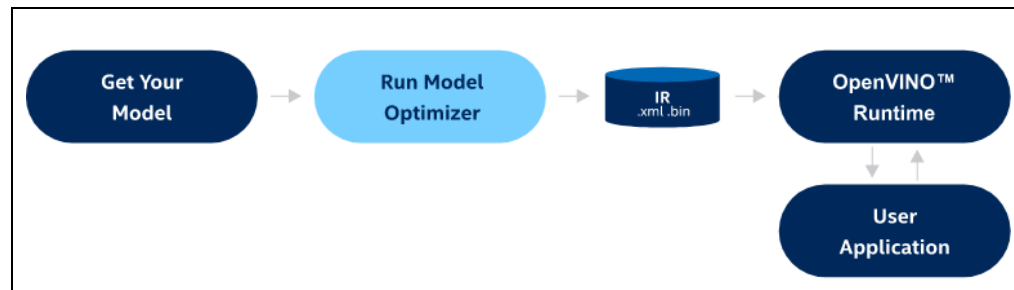 Get Your
Model
Run Model
Optimizer
IR
.xml .bin
OpenVINO™
Runtime
User
Application